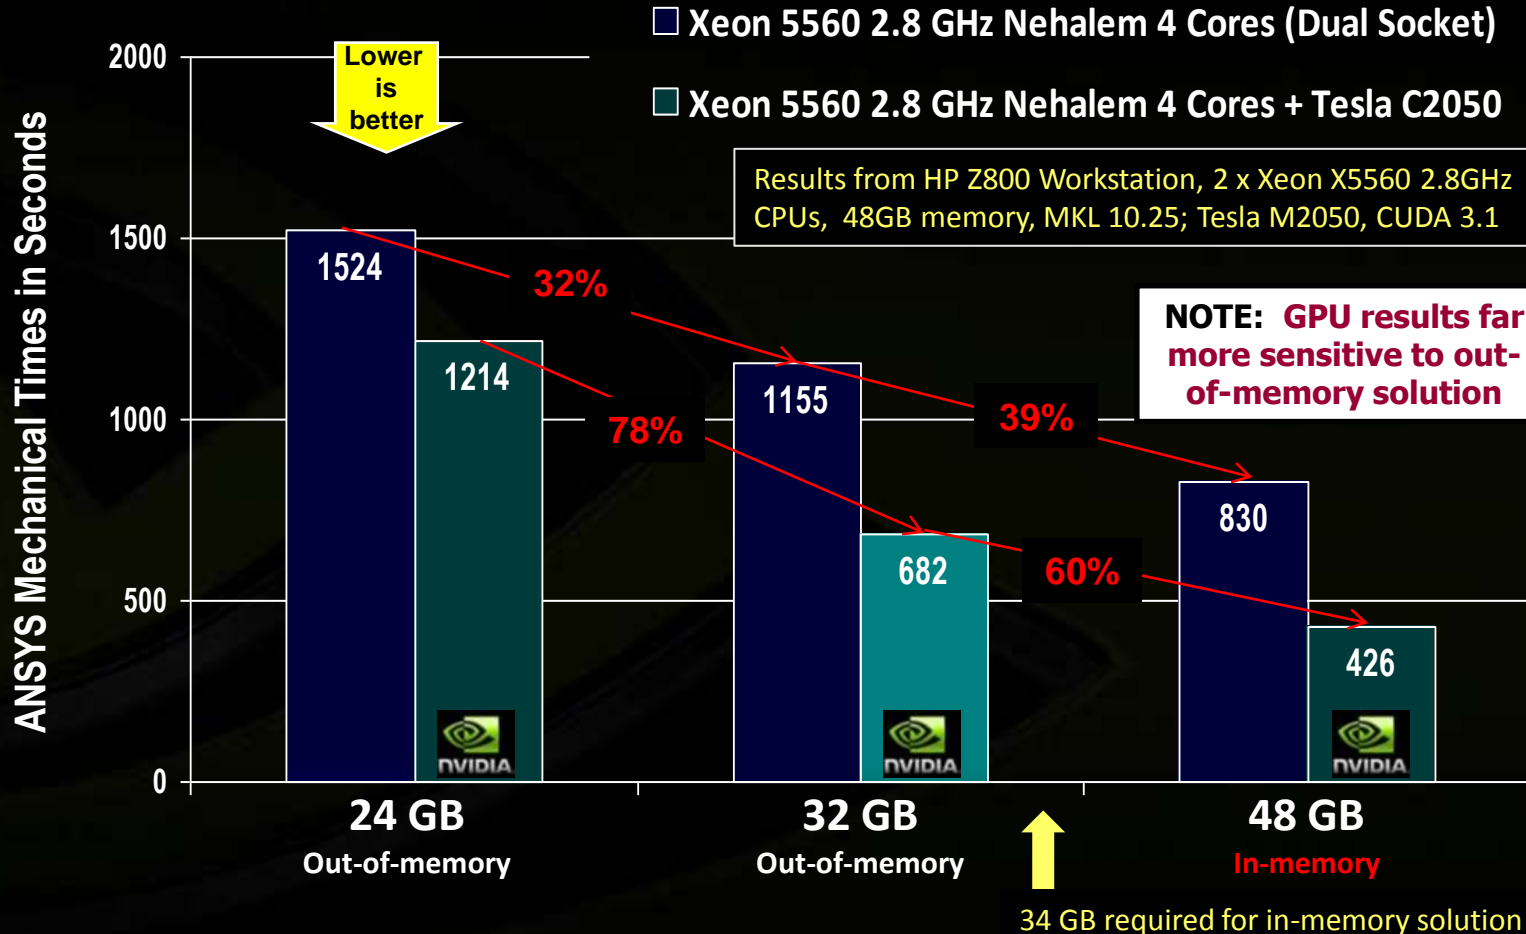 Xeon 5560 2.8 GHz Nehalem 4 Cores (Dual Socket)
Xeon 5560 2.8 GHz Nehalem 4 Cores + Tesla C2050
Results from HP Z800 Workstation, 2 x Xeon X5560 2.8GHz
CPUs, 48GB memory, MKL 10.25; Tesla M2050, CUDA 3.1
Lower
is
better
NOTE: GPU results far
more sensitive to out-
of-memory solution
ANSYS Mechanical Times in Seconds
2000
1500
1000
500
0
1524
1214
32%
78%
1155
682
39%
60%
830
426
NVIDIA
NVIDIA
NVIDIA
24 GB
Out-of-memory
32 GB
Out-of-memory
48 GB
In-memory
34 GB required for in-memory solution